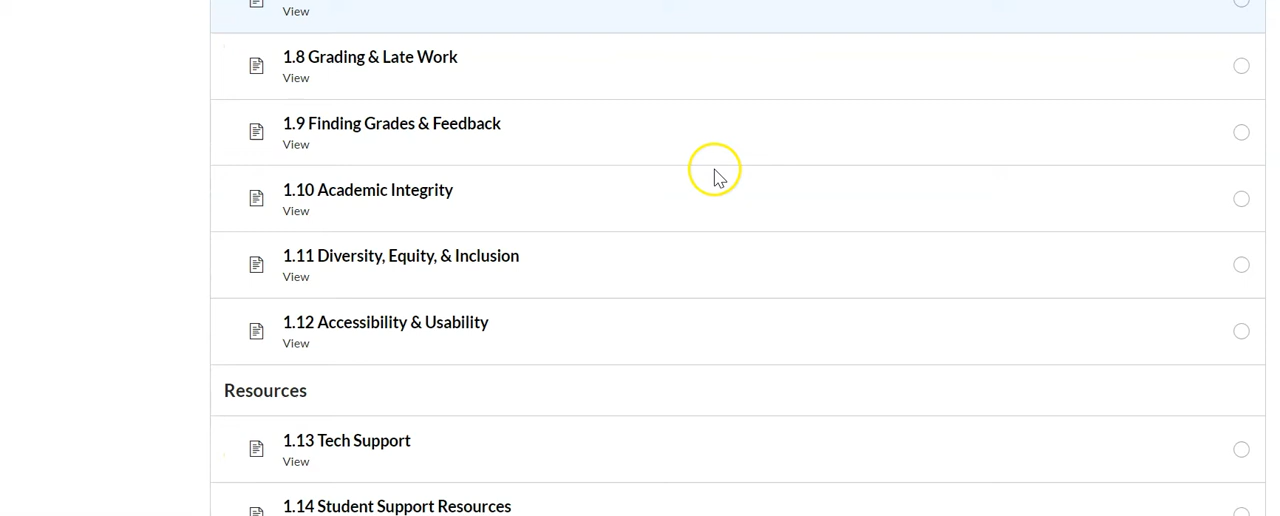 View
1.8 Grading & Late Work
View
1.9 Finding Grades & Feedback
View
1.10 Academic Integrity
View
1.11 Diversity, Equity, & Inclusion
View
1.12 Accessibility & Usability
View
Resources
1.13 Tech Support
View
1.14 Student Support Resources